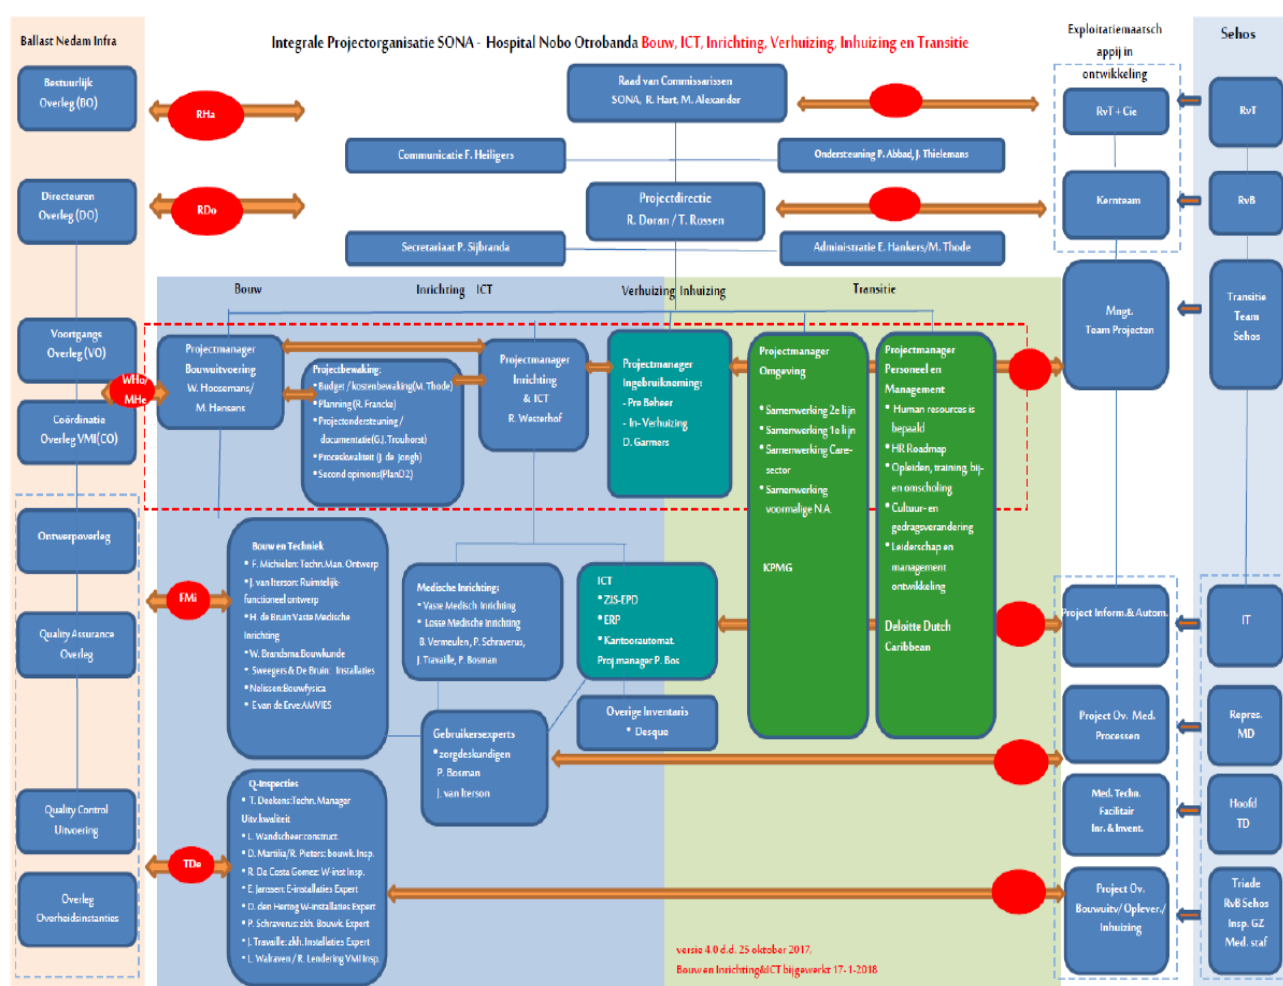 Ballast Nedam Infra
Integrale Projectorganisatie SONA - Hospital Nobo Otrobanda Bouw, ICT, Inrichting, Verhuizing, Inhuizing en Transitie
Exploitatiemaatsch
appij in
ontwikkeling
Sehos
Bestuurlijk
Overleg (BO)
RHa
Raad van Commissarissen
SONA, R. Hart, M. Alexander
RvT + Cie
RvT
Communicatie F. Heiligers
Ondersteuning P. Abbad, J. Thielemans
Directeuren
Overleg (DO)
RDo
Projectdirectie
R. Doran / T. Rossen
Kernteam
RvB
Secretariaat P. Sijbranda
Administratie E. Hankers/M. Thode
Bouw
Inrichting ICT
Verhuizing Inhuizing
Transitie
Mngt.
Team Projecten
Transitie
Team
Sehos
Voortgangs
Overleg (VO)
WHo/
MHe
Coördinatie
Overleg VMI(CO)
Projectmanager
Bouwuitvoering
W. Hoosemans/
M. Hensens
Projectbewaking:
• Budget / kostenbewaking(M. Thode)
• Planning (R. Francke)
• Projectondersteuning /
documentatie(G.J. Trouhorst)
• Proceskwaliteit (J. de Jongh)
• Second opinions(PlanD2)
Projectmanager
Inrichting
& ICT
R. Westerhof
Projectmanager
Ingebruikneming:
- Pre Beheer
- In- Verhuizing
D. Garmers
Projectmanager
Omgeving
• Samenwerking 2e lijn
• Samenwerking 1e lijn
• Samenwerking Care-
sector
• Samenwerking
voormalige N.A.
KPMG
Projectmanager
Personeel en
Management
• Human resources is
bepaald
• HR Roadmap
• Opleiden, training, bij-
en omscholing
• Cultuur- en
gedragsverandering
• Leiderschap en
management
ontwikkeling
Deloitte Dutch
Caribbean
Ontwerpoverleg
Quality Assurance
Overleg
FMi
Bouw en Techniek
• F. Michielen: Techn.Man. Ontwerp
• J. van Iterson: Ruimtelijk-
functioneel ontwerp
• H. de Bruin Vaste Medische
Inrichting
• W. Brandsma:Bouwkunde
• Sweegers & De Bruin: Installaties
• Nelissen:Bouwfysica
• E van de Erve:AMVIES
Medische Inrichting:
• Vaste Medisch Inrichting
• Losse Medische Inrichting
B. Vermeulen, P. Schraverus,
J. Travaille, P. Bosman
ICT
• ZIS-EPD
• ERP
• Kantoorautomat.
Proj.manager P. Bos
Overige Inventaris
• Desque
Gebruikersexperts
• zorgdeskundigen
P. Bosman
J. van Iterson
Project Inform.& Autom.
IT
Project Ov. Med.
Processen
Repres.
MD
Med. Techn.
Facilitair
Inr. & Invent.
Hoofd
TD
Project Ov.
Bouwuitv/ Oplever./
Inhuizing
Triade
RvB Sehos
Insp. GZ
Med. staf
Quality Control
Uitvoering
TDe
Overleg
Overheidsinstanties
Q-Inspecties
• T. Deekens:Techn. Manager
Uitv.kwaliteit
• L. Wandscheer:construct.
• D. Martilia/R. Pieters: bouwk. Insp.
• R. Da Costa Gomez: W-inst Insp.
• E. Janssen: E-installaties Expert
• D. den Hertog W-installaties Expert
• P. Schraverus: zkh. Bouwk. Expert
• J. Travaille: zkh. Installaties Expert
• L. Walraven / R. Lendering VMI Insp.
versie 4.0 d.d. 25 oktober 2017.
Bouw en Inrichting&ICT bijgewerkt 17-1-2018